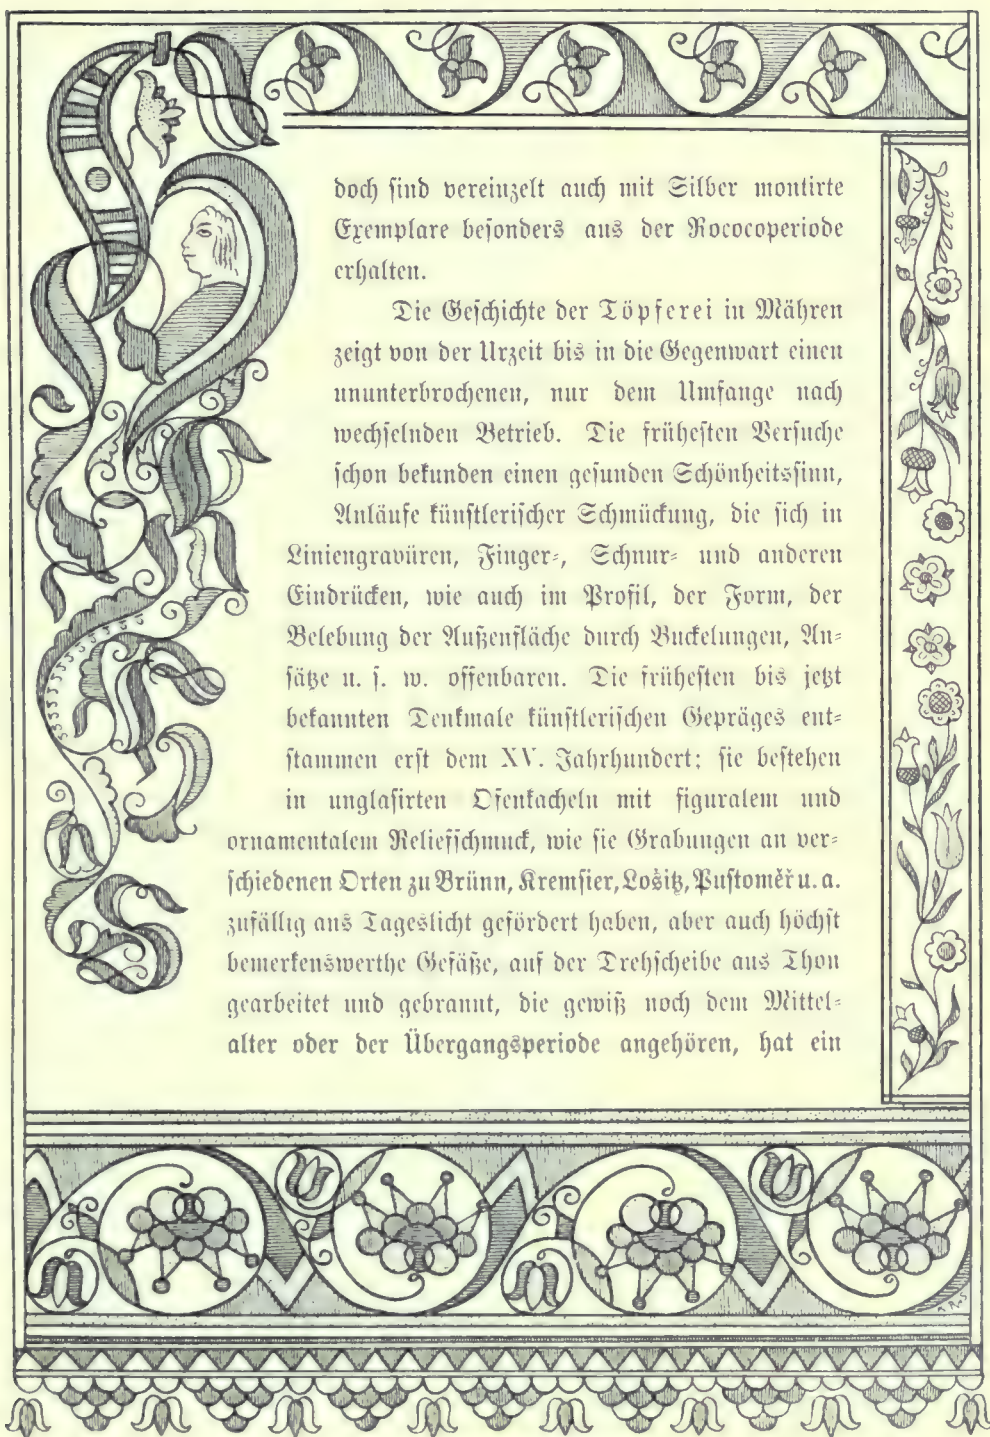 doch sind vereinzelt auch mit Silber montirte
Exemplare besonders aus der Rococoperiode
erhalten.
Die Geschichte der Töpferei in Mähren
zeigt von der Urzeit bis in die Gegenwart einen
ununterbrochenen, nur dem Umfange nach
wechselnden Betrieb. Die frühesten Versuche
schon bekunden einen gesunden Schönheitssinn,
Anläufe künstlerischer Schmückung, die sich in
Liniengravüren, Finger-, Schnur- und anderen
Eindrücken, wie auch im Profil, der Form, der
Belebung der Außenfläche durch Buckelungen, An-
sätze u. s. w. offenbaren. Die frühesten bis jetzt
bekannten Denkmale künstlerischen Gepräges ent-
stammen erst dem XV. Jahrhundert; sie bestehen
in unglasirten Ofenkacheln mit figuralem und
ornamentalem Reliefschmuck, wie sie Grabungen an ver-
schiedenen Orten zu Brünn, Kremsier, Lošitz, Pustoměř u. a.
zufällig ans Tageslicht gefördert haben, aber auch höchst
bemerkenswerthe Gefäße, auf der Drehscheibe aus Thon
gearbeitet und gebrannt, die gewiß noch dem Mittel-
alter oder der Übergangsperiode angehören, hat ein